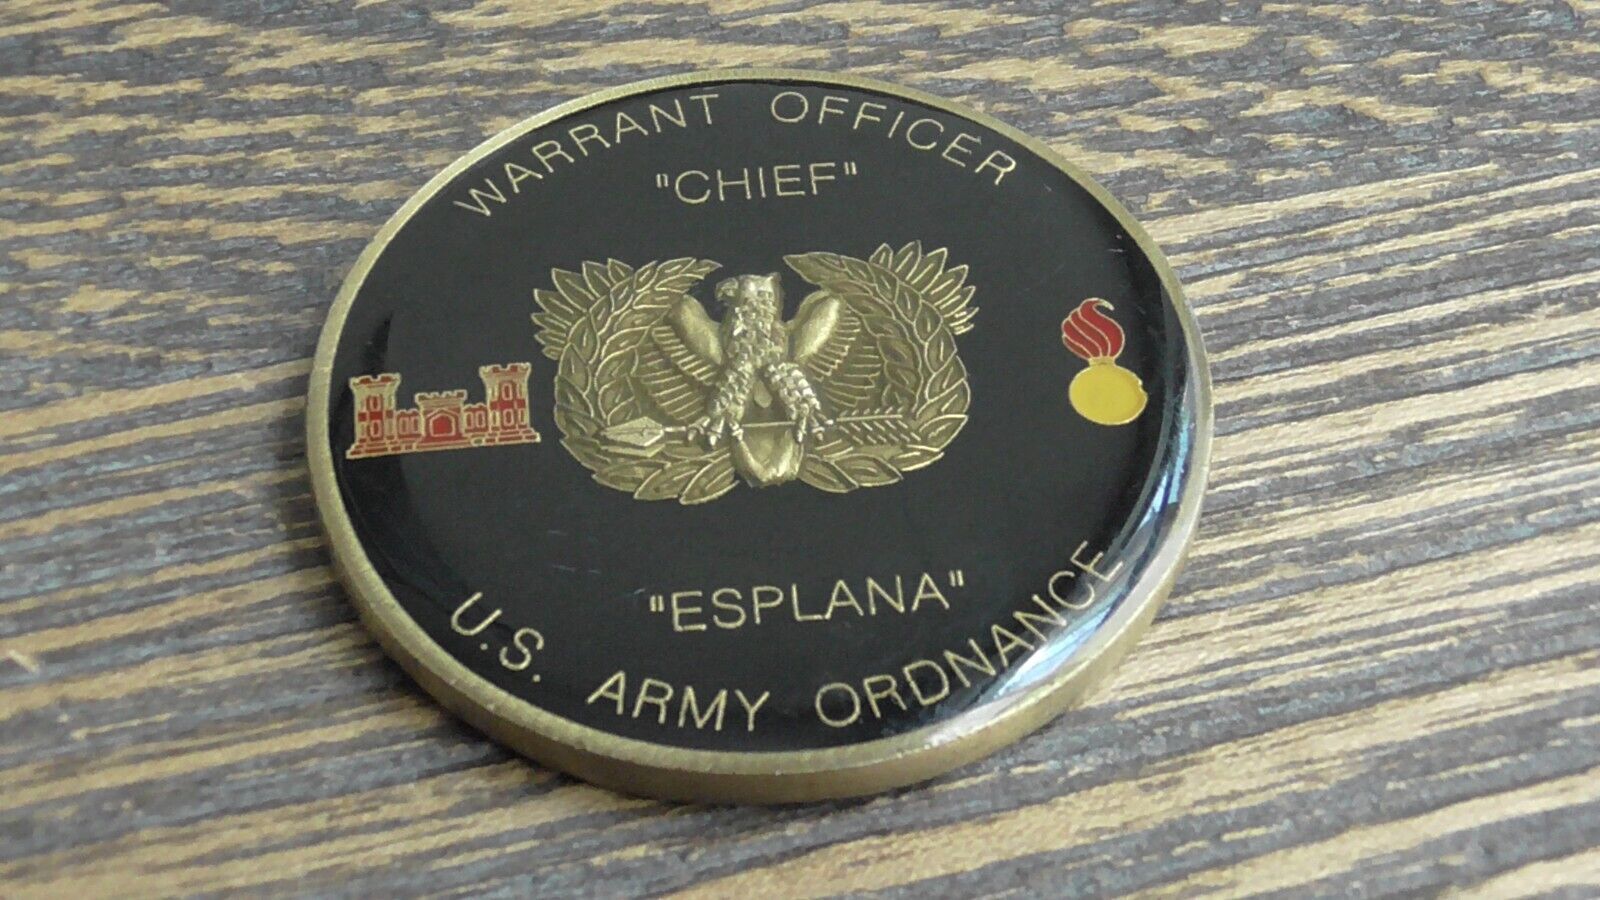 WARRANT OFFICER
"CHIEF"
"ESPLANA"
U.S. ARMY ORDNANCE